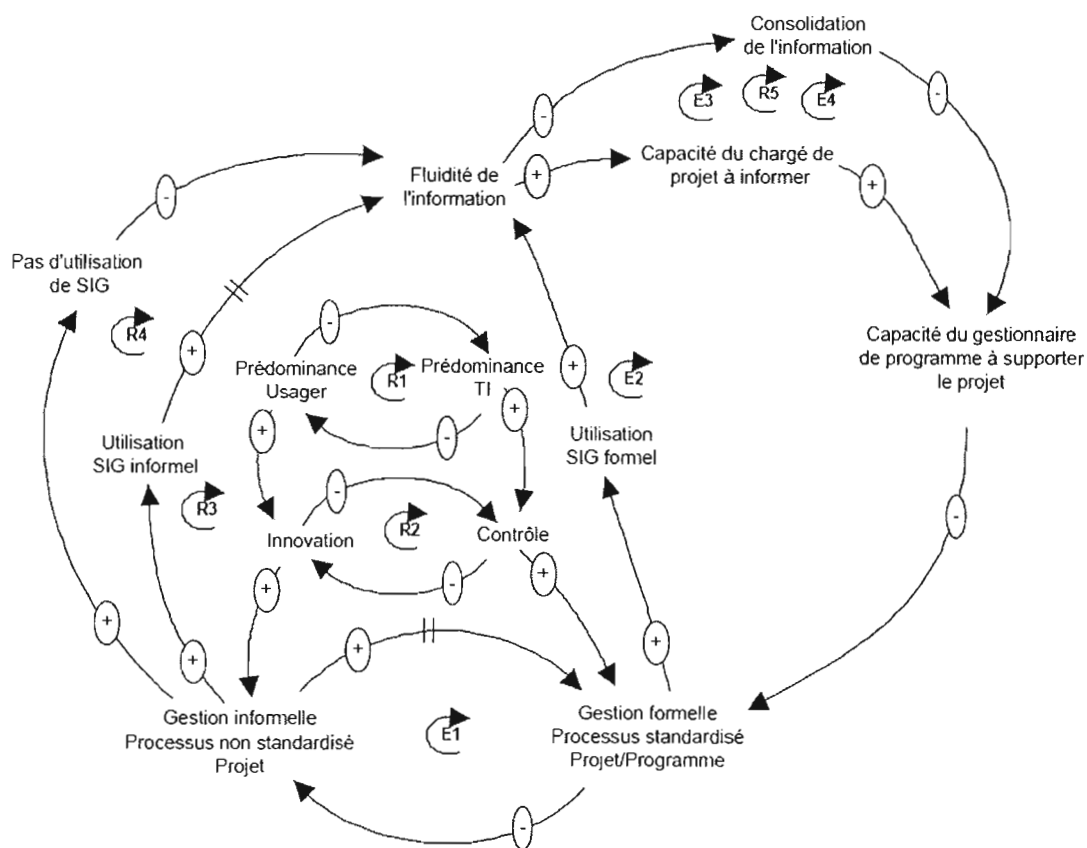 Consolidation
de l'information
-
E3
R5
E4
-
Fluidité de
l'information
+
Capacité du chargé de
projet à informer
+
-
Pas d'utilisation
de SIG
R4
+
-
Prédominance
Usager
R1
Prédominance
TI
+
E2
Capacité du gestionnaire
de programme à supporter
le projet
+
-
+
Utilisation
SIG informel
Utilisation
SIG formel
R3
-
Innovation
R2
Contrôle
-
-
+
+
+
+
+
+
Gestion informelle
Processus non standardisé
Projet
E1
Gestion formelle
Processus standardisé
Projet/Programme
-